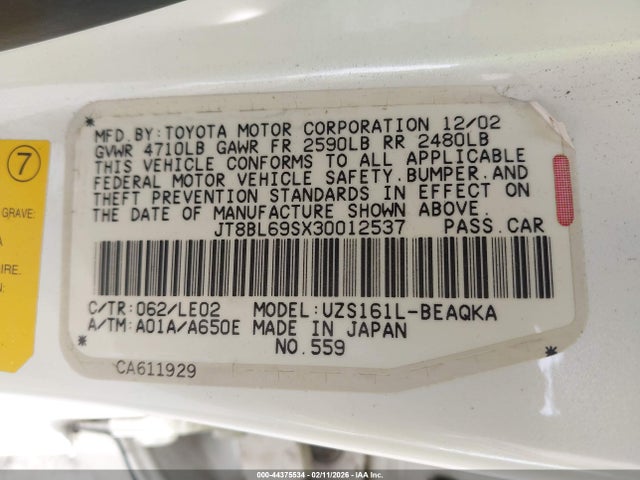 MFD.BY:TOYOTA MOTOR CORPORATION 12/02
GVWR 4710LB GAWR FR 2590LB RR 2480LB
THIS VEHICLE CONFORMS TO ALL APPLICABLE
FEDERAL MOTOR VEHICLE SAFETY.BUMPER.AND
THEFT PREVENTION STANDARDS IN EFFECT ON
THE DATE OF MANUFACTURE SHOWN ABOVE.
JT8BL69SX30012537 PASS.CAR
C/TR:062/LE02 MODEL:UZS161L-BEAQKA
A/TM:A01A/A650E MADE IN JAPAN
NO.559
CA611929
7
GRAVE:
A
IRE.
N:
000-44375534 - 02/11/2026 - IAAI.COM